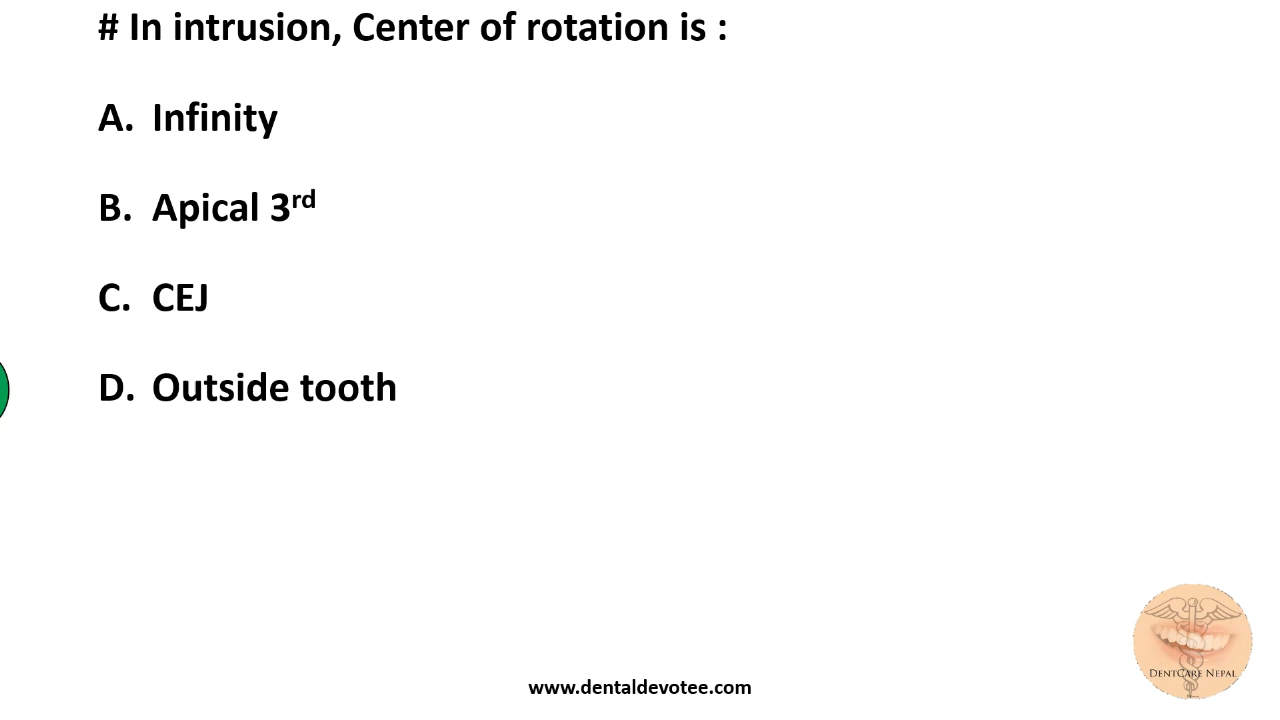 # In intrusion, Center of rotation is :
A. Infinity
B. Apical 3rd
C. CEJ
D. Outside tooth
DENTCARE NEPAL
www.dentaldevotee.com